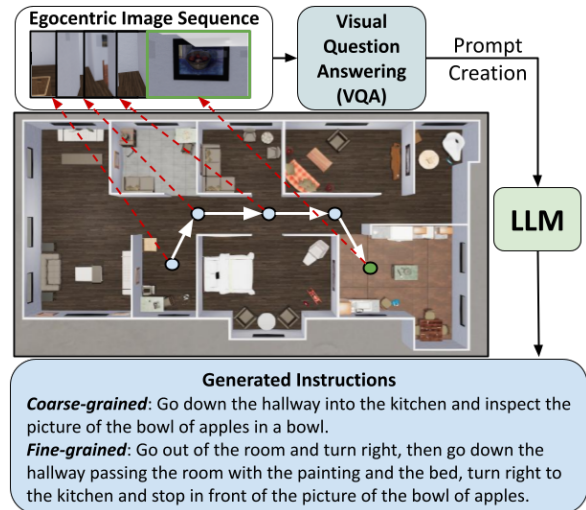 Egocentric Image Sequence
Visual
Question
Answering
(VQA)
Prompt
Creation
LLM
Generated Instructions
Coarse-grained: Go down the hallway into the kitchen and inspect the
picture of the bowl of apples in a bowl.
Fine-grained: Go out of the room and turn right, then go down the
hallway passing the room with the painting and the bed, turn right to
the kitchen and stop in front of the picture of the bowl of apples.